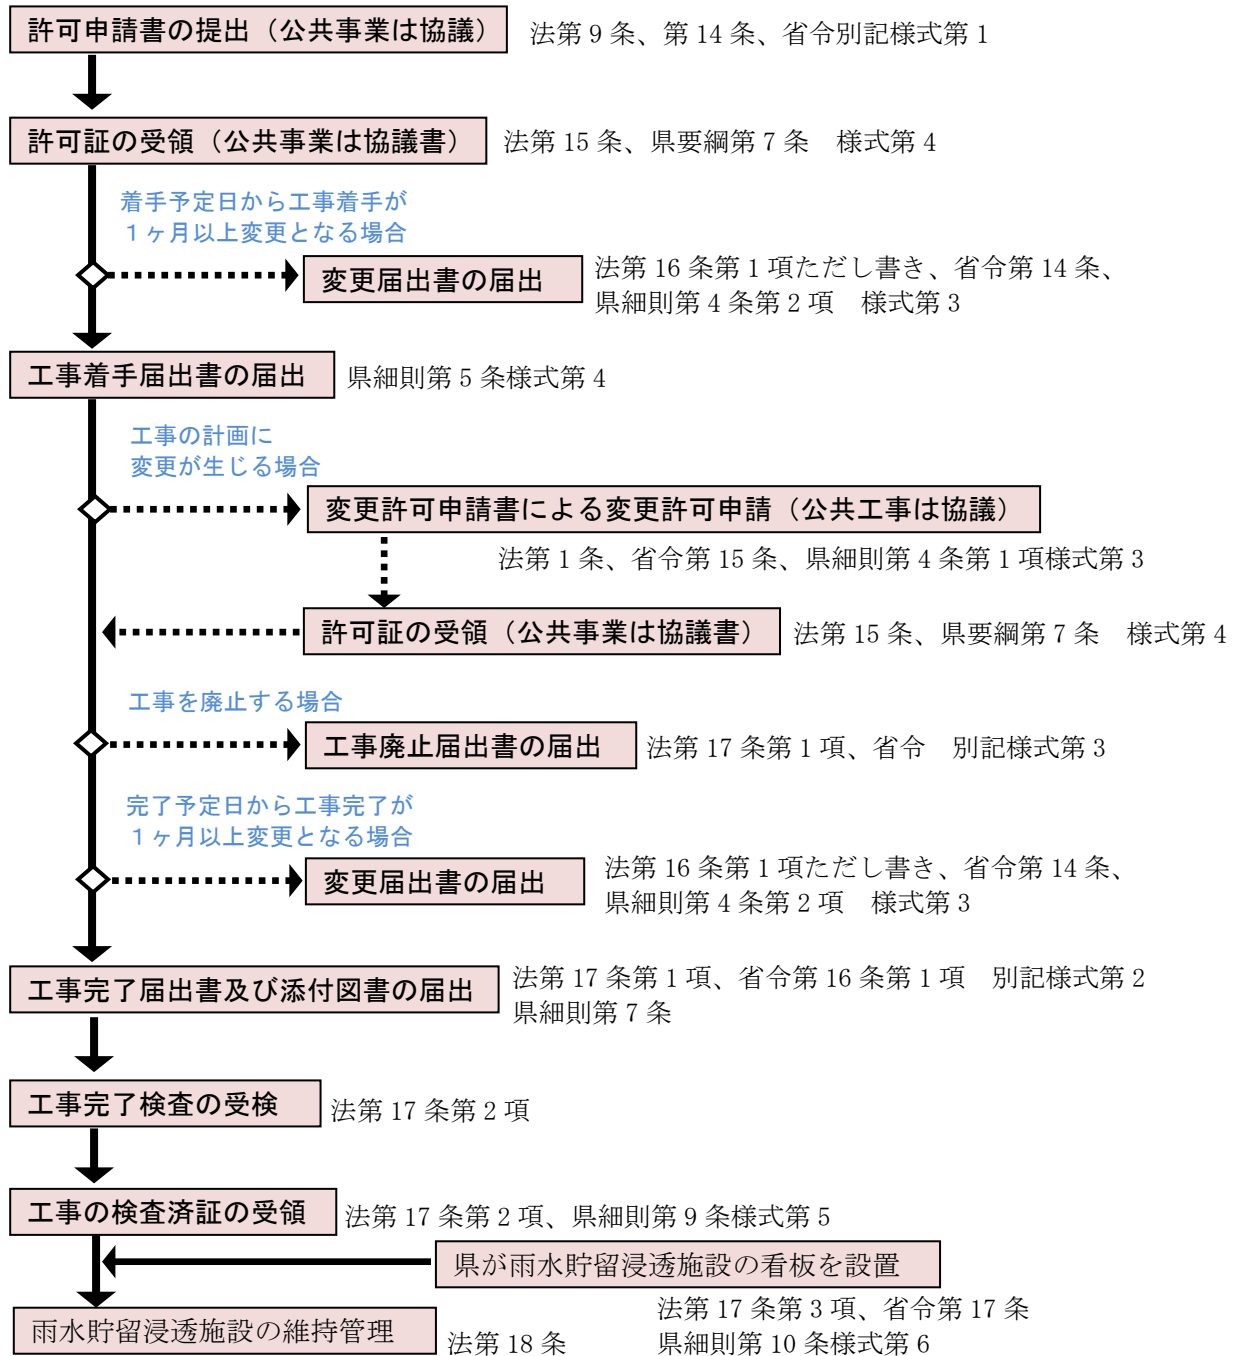 許可申請書の提出（公共事業は協議） 法第 9 条、第 14 条、省令別記様式第 1
許可証の受領（公共事業は協議書） 法第 15 条、県要綱第 7 条　様式第 4
着手予定日から工事着手が
１ヶ月以上変更となる場合
変更届出書の届出
法第 16 条第 1 項ただし書き、省令第 14 条、
県細則第 4 条第 2 項　様式第 3
工事着手届出書の届出 県細則第 5 条様式第 4
工事の計画に
変更が生じる場合
変更許可申請書による変更許可申請（公共工事は協議）
法第 1 条、省令第 15 条、県細則第 4 条第 1 項様式第 3
許可証の受領（公共事業は協議書） 法第 15 条、県要綱第 7 条　様式第 4
工事を廃止する場合
工事廃止届出書の届出 法第 17 条第 1 項、省令　別記様式第 3
完了予定日から工事完了が
１ヶ月以上変更となる場合
変更届出書の届出
法第 16 条第 1 項ただし書き、省令第 14 条、
県細則第 4 条第 2 項　様式第 3
工事完了届出書及び添付図書の届出
法第 17 条第 1 項、省令第 16 条第 1 項　別記様式第 2
県細則第 7 条
工事完了検査の受検 法第 17 条第 2 項
工事の検査済証の受領 法第 17 条第 2 項、県細則第 9 条様式第 5
県が雨水貯留浸透施設の看板を設置
法第 17 条第 3 項、省令第 17 条
県細則第 10 条様式第 6
雨水貯留浸透施設の維持管理 法第 18 条